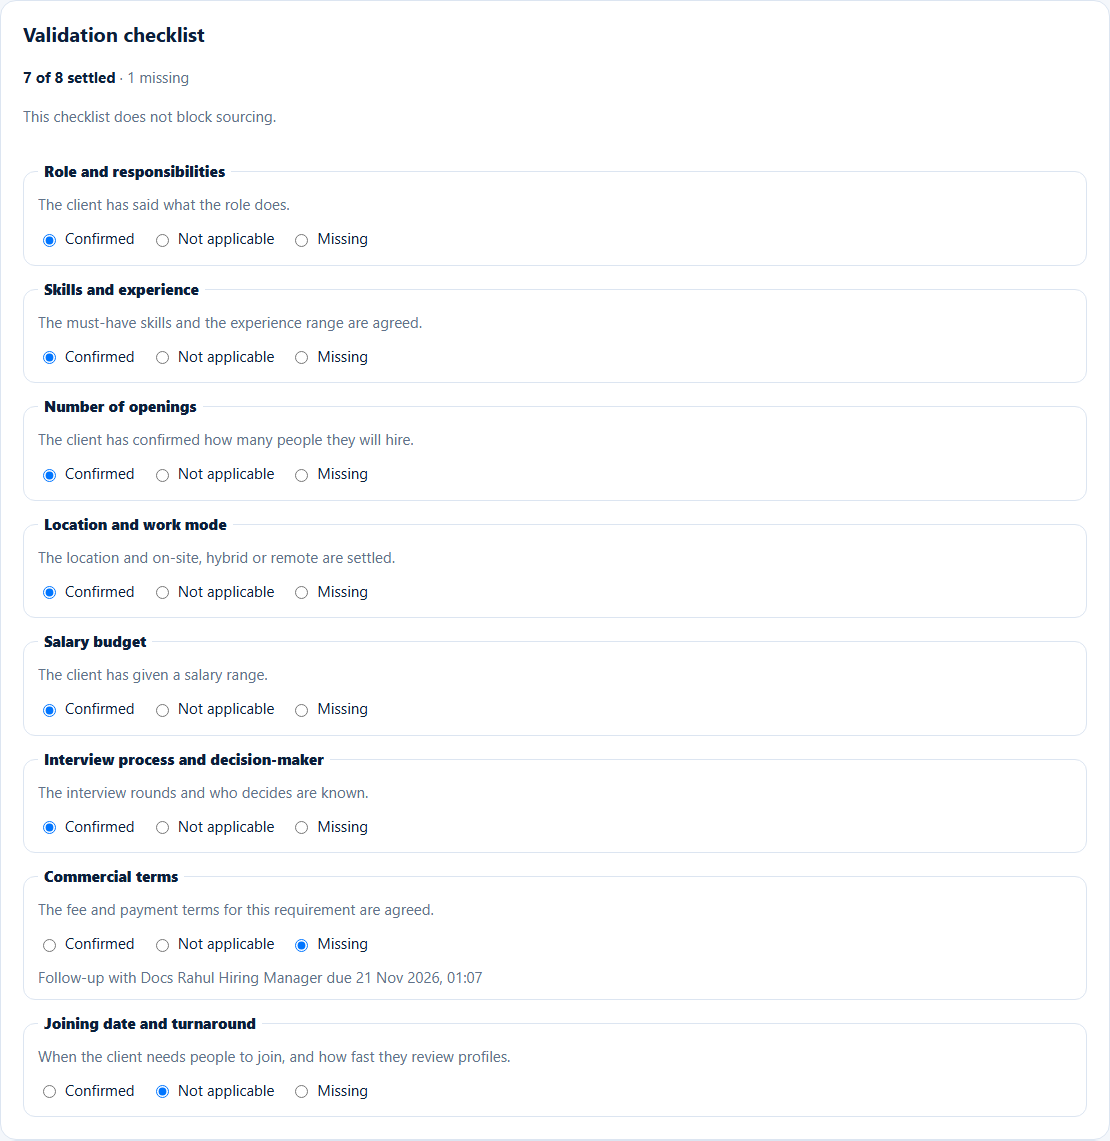 Validation checklist
7 of 8 settled · 1 missing
This checklist does not block sourcing.
Role and responsibilities
The client has said what the role does.
Confirmed Not applicable Missing
Skills and experience
The must-have skills and the experience range are agreed.
Confirmed Not applicable Missing
Number of openings
The client has confirmed how many people they will hire.
Confirmed Not applicable Missing
Location and work mode
The location and on-site, hybrid or remote are settled.
Confirmed Not applicable Missing
Salary budget
The client has given a salary range.
Confirmed Not applicable Missing
Interview process and decision-maker
The interview rounds and who decides are known.
Confirmed Not applicable Missing
Commercial terms
The fee and payment terms for this requirement are agreed.
Confirmed Not applicable Missing
Follow-up with Docs Rahul Hiring Manager due 21 Nov 2026, 01:07
Joining date and turnaround
When the client needs people to join, and how fast they review profiles.
Confirmed Not applicable Missing